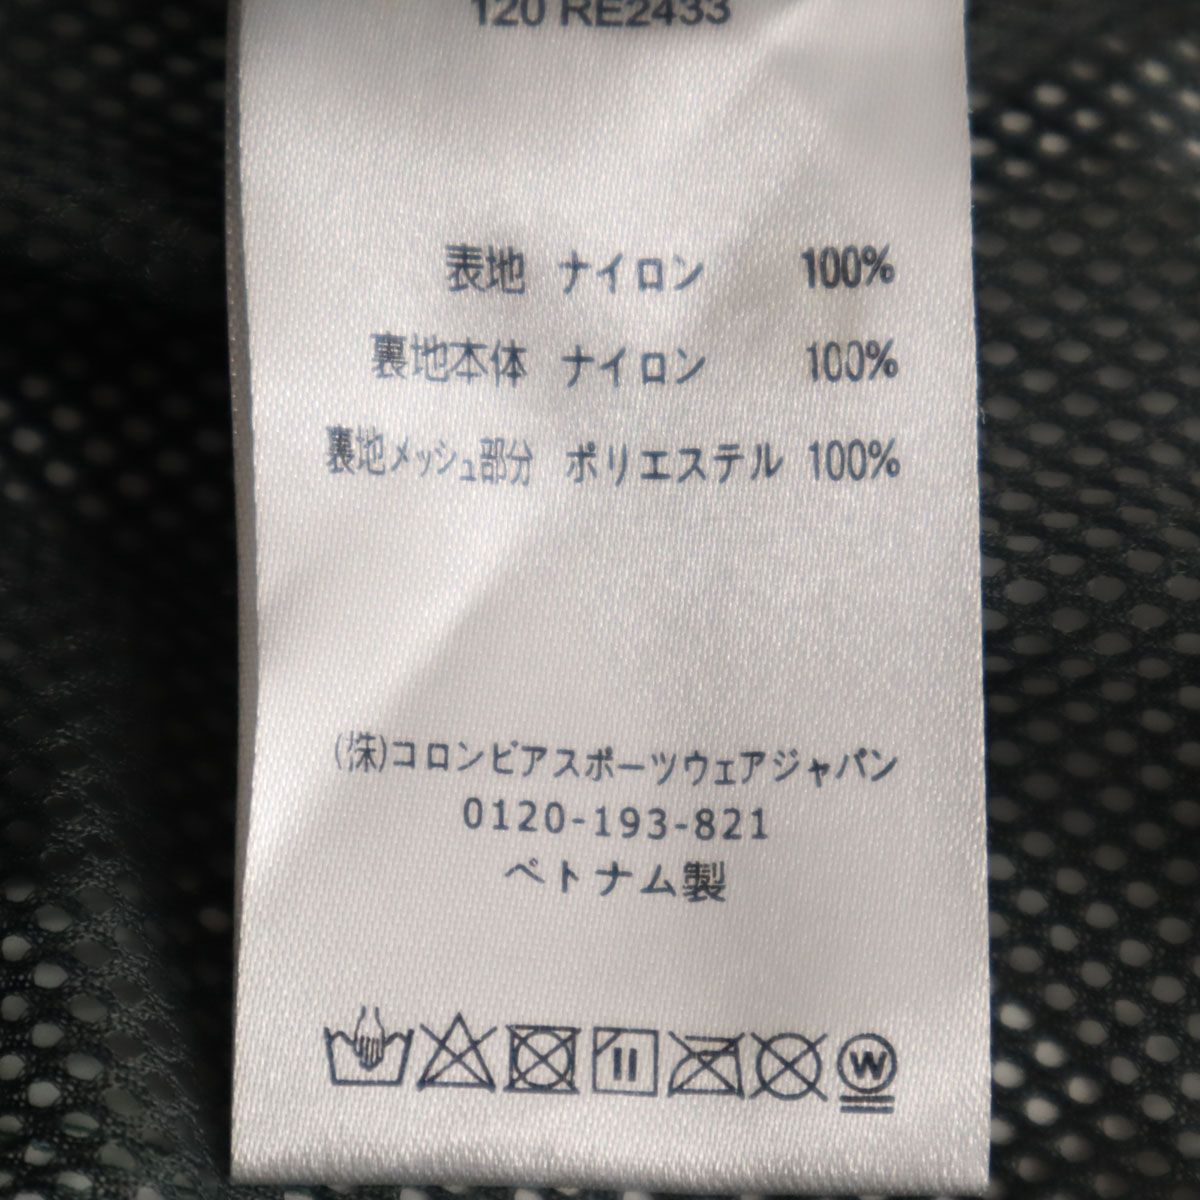 120 RE2433
表地 ナイロン 100%
裏地本体 ナイロン 100%
裏地メッシュ部分 ポリエステル 100%
(株)コロンビアスポーツウェアジャパン
0120-193-821
ベトナム製
W